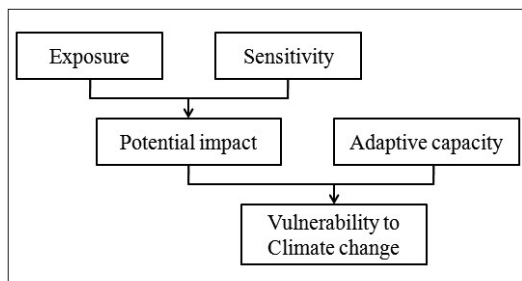 Exposure
Sensitivity
Potential impact
Adaptive capacity
Vulnerability to
Climate change